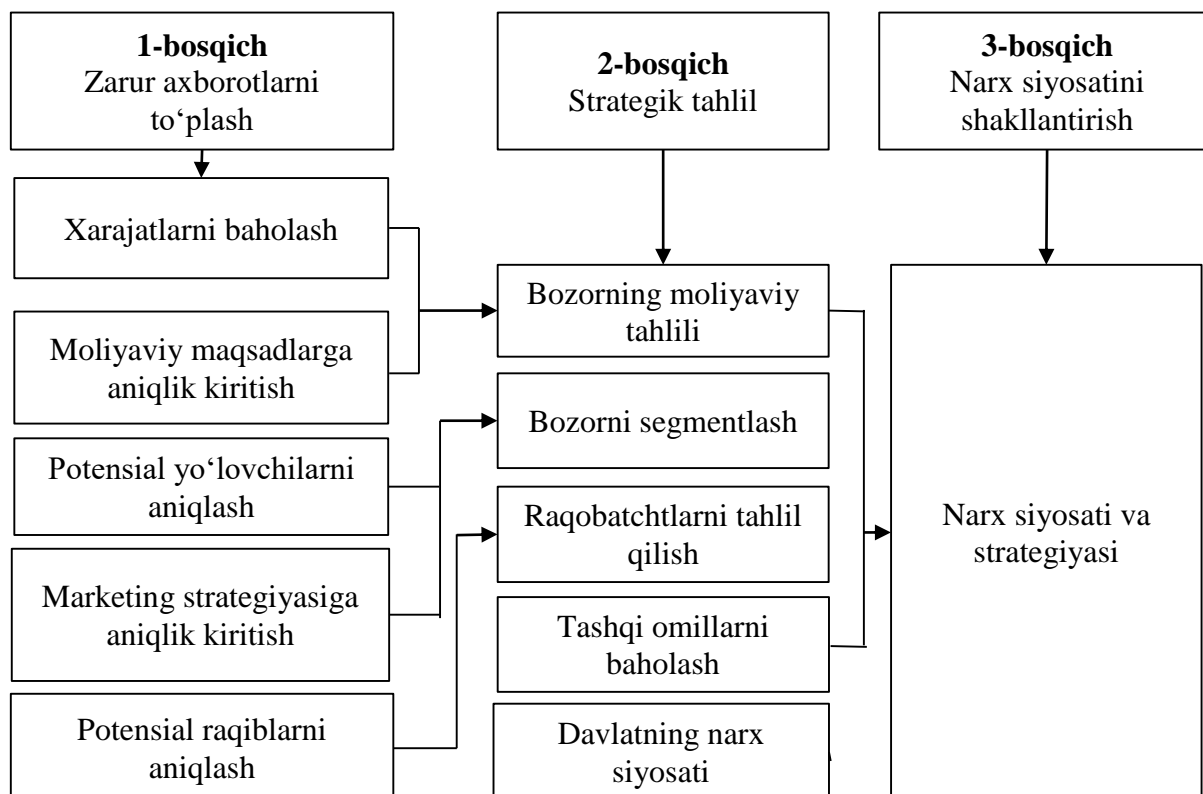 1-bosqich
Zarur axborotlarni
to‘plash
Xarajatlarni baholash
Moliyaviy maqsadlarga
aniqlik kiritish
Potensial yo‘lovchilarni
aniqlash
Marketing strategiyasiga
aniqlik kiritish
Potensial raqiblarni
aniqlash
2-bosqich
Strategik tahlil
Bozorning moliyaviy
tahlili
Bozorni segmentlash
Raqobatchtlarni tahlil
qilish
Tashqi omillarni
baholash
Davlatning narx
siyosati
3-bosqich
Narx siyosatini
shakllantirish
Narx siyosati va
strategiyasi